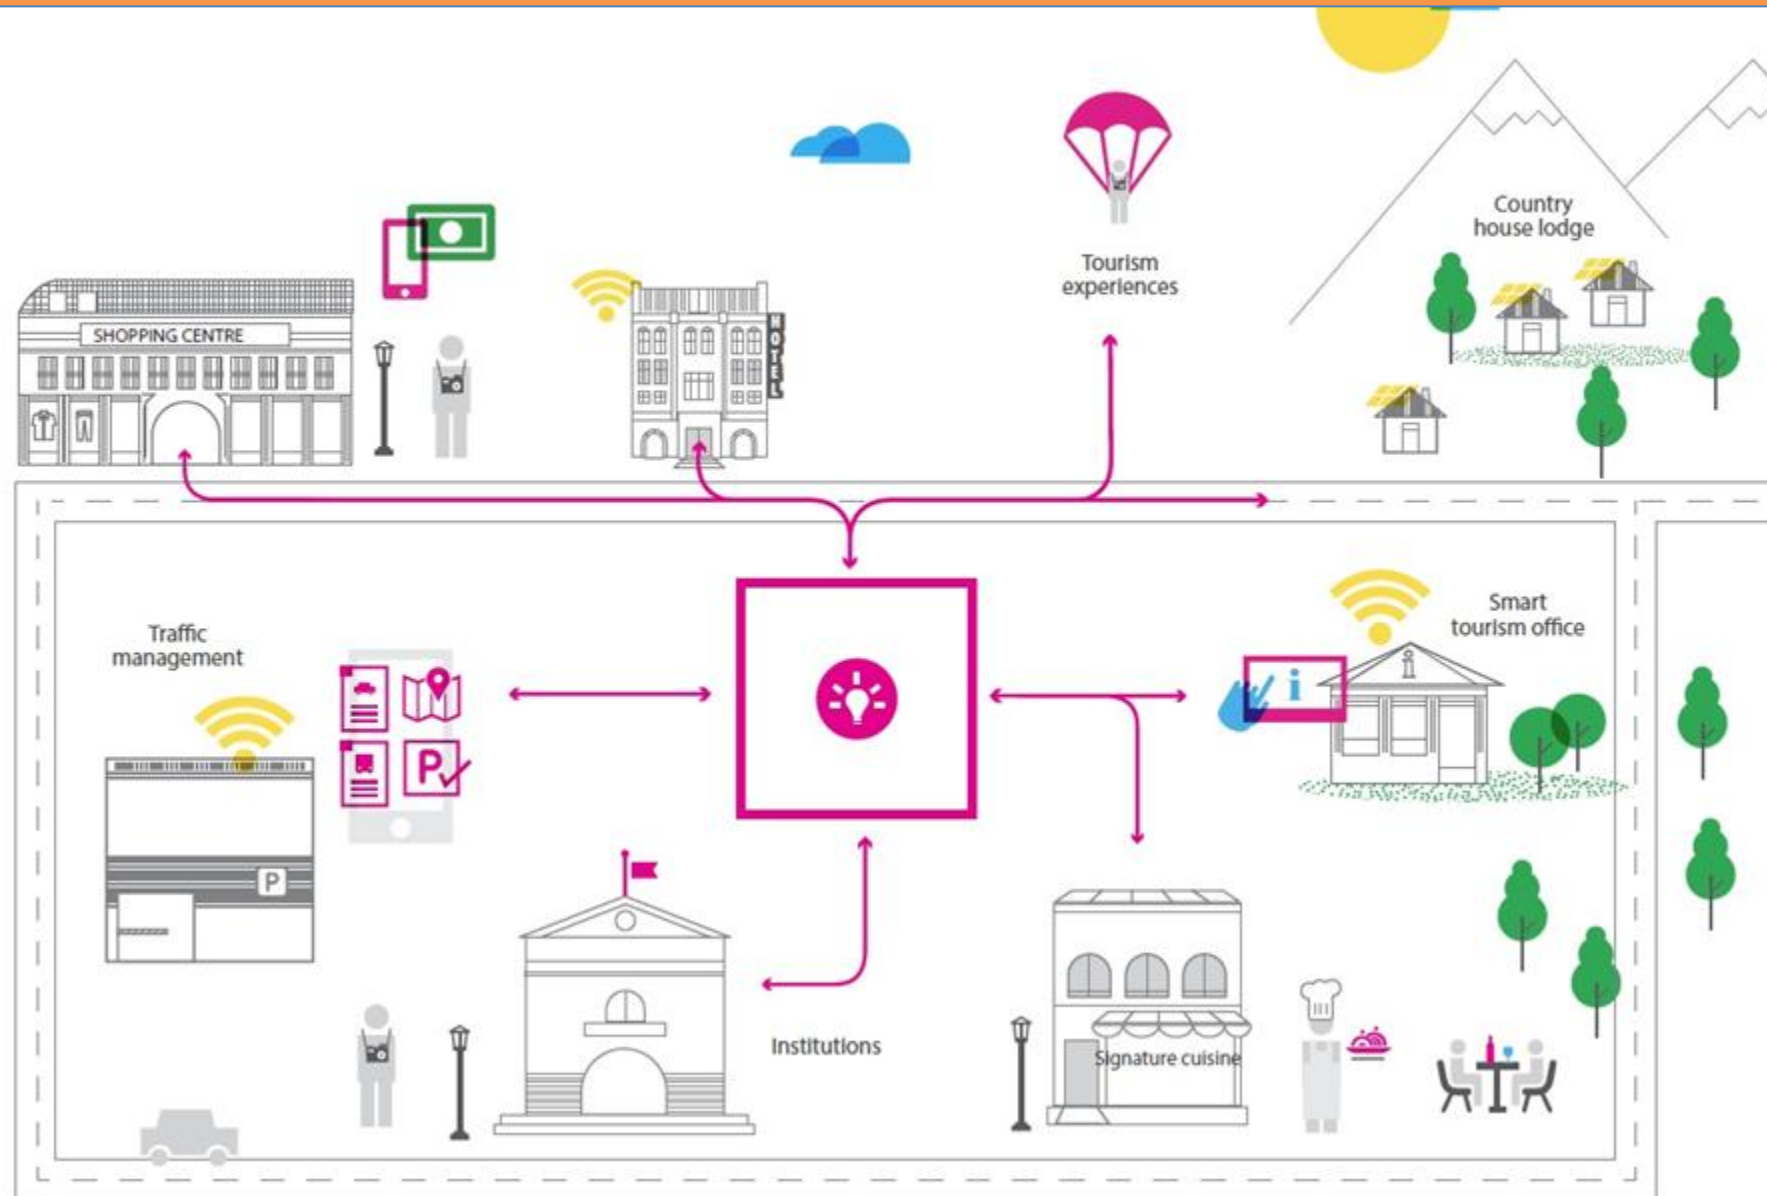 Country
house lodge
Tourism
experiences
SHOPPING CENTRE
HOTEL
Smart
tourism office
i
i
Traffic
management
P
P
Institutions
Signature cuisine